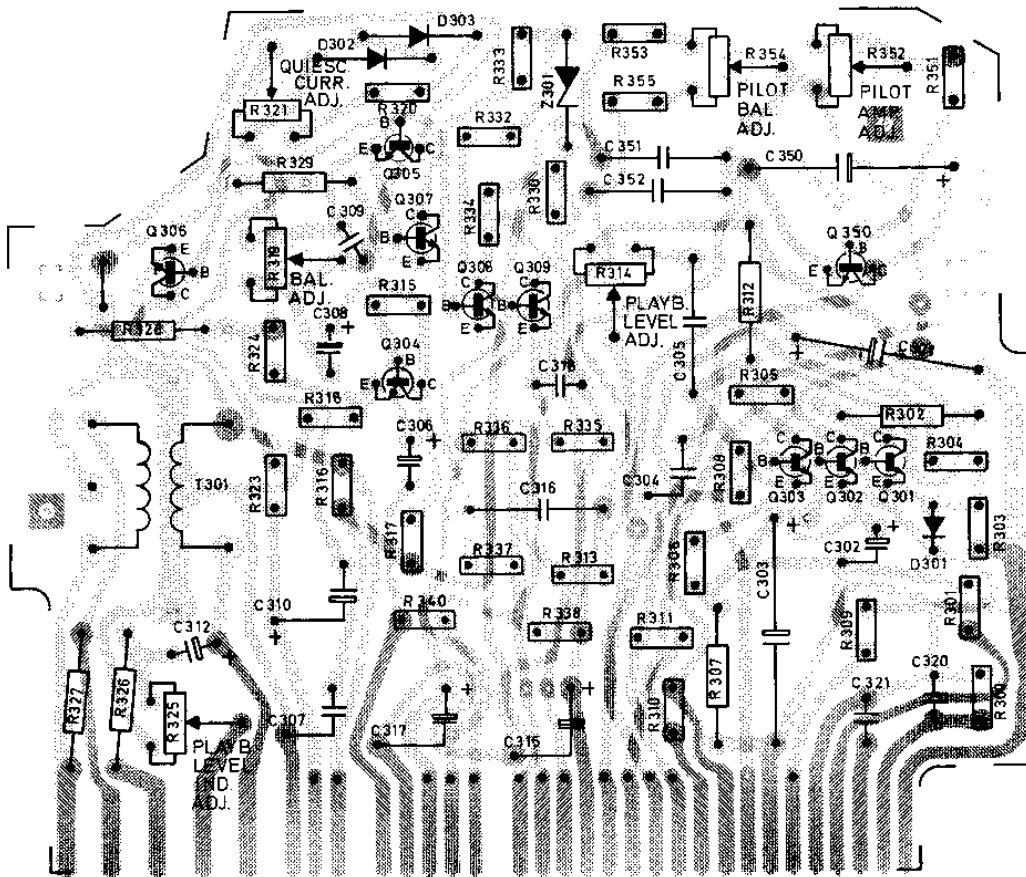 D303
D302
QUIESC.
CURR.
ADJ.
R321
R320
B
E
C
Q305
R333
Z301
R353
R355
R354
PILOT
BAL
ADJ.
R352
PILOT
AMP.
ADJ.
R351
R332
R329
R330
C351
C352
C350
+
Q307
C
B
E
R334
C309
Q306
E
B
C
R319
BAL.
ADJ.
R315
Q308
C
B
E
Q309
C
B
E
R314
PLAYB.
LEVEL
ADJ.
C305
R312
Q350
B
E
C
R328
R324
C308
+
Q304
B
E
C
C318
R305
+
R302
R318
C306
+
R336
R335
C304
R308
C
B
E
Q303
C
B
E
Q302
C
B
E
Q301
R304
T301
R323
R316
C316
R317
R337
R313
R306
C303
+
C302
+
D301
R303
C310
+
R340
R338
R311
R307
R309
R301
C312
+
R327
R326
R325
PLAYB.
LEVEL
IND.
ADJ.
C307
C317
+
C315
+
R310
C321
C320
R300